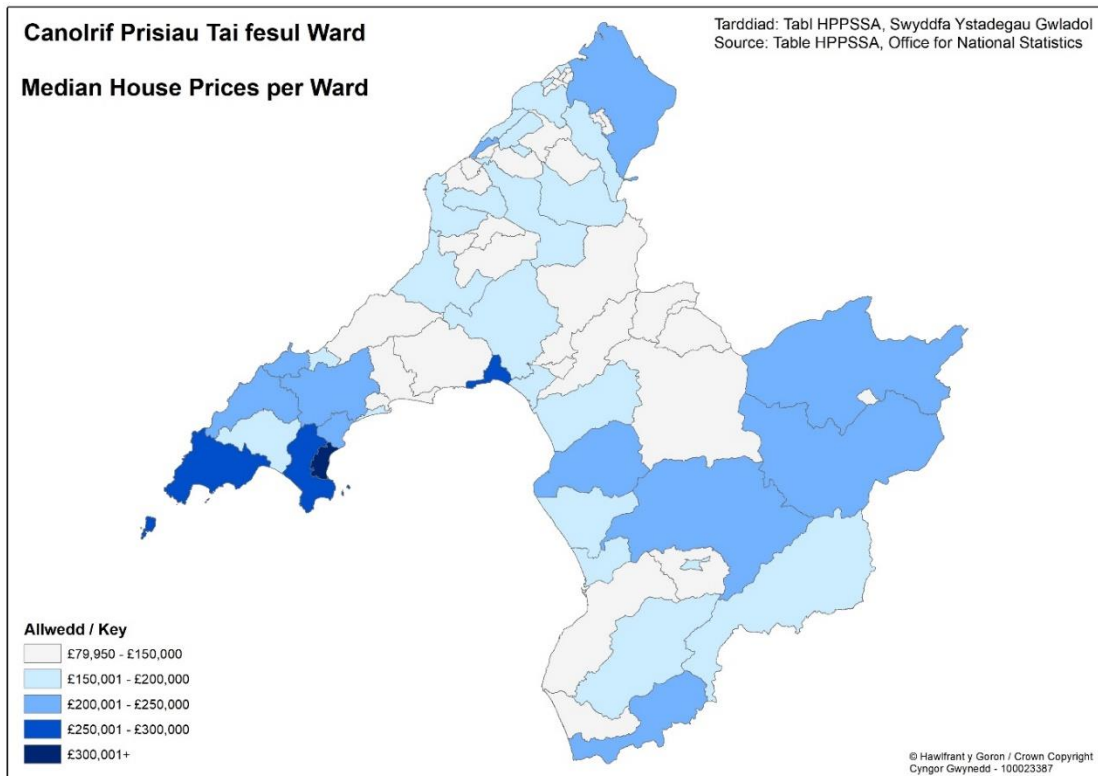 Canolrif Prisiau Tai fesul Ward
Median House Prices per Ward
Tarddiad: Tabl HPPSSA, Swyddfa Ystadegau Gwladol
Source: Table HPPSSA, Office for National Statistics
Allwedd / Key
£79,950 - £150,000
£150,001 - £200,000
£200,001 - £250,000
£250,001 - £300,000
£300,001+
© Hawlfrant y Goron / Crown Copyright
Cyngor Gwynedd - 100023387